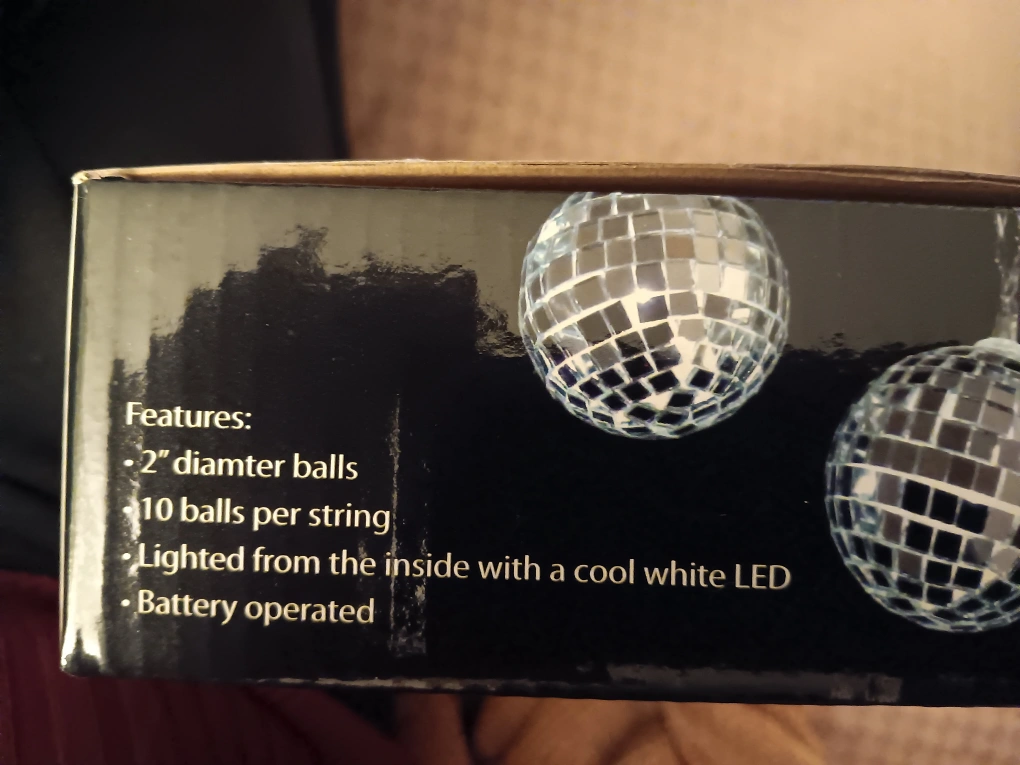 Features:
• 2" diamter balls
• 10 balls per string
• Lighted from the inside with a cool white LED
• Battery operated